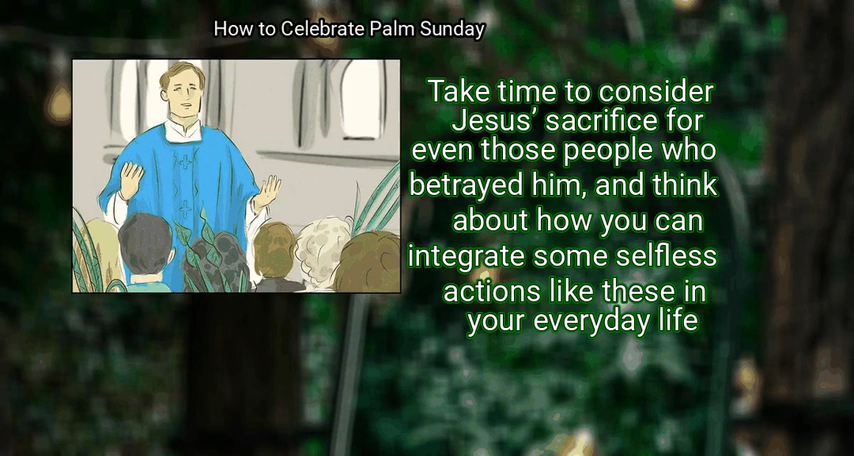 How to Celebrate Palm Sunday
Take time to consider
Jesus’ sacrifice for
even those people who
betrayed him, and think
about how you can
integrate some selfless
actions like these in
your everyday life